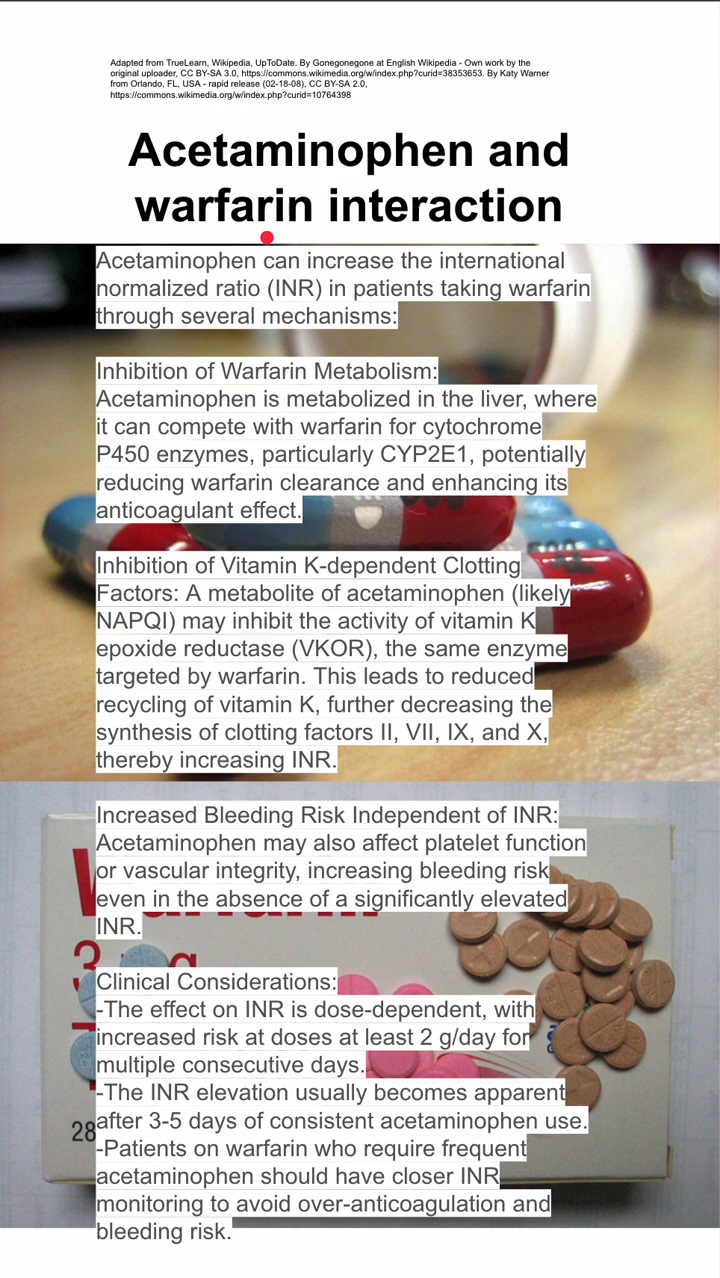 Adapted from TrueLearn, Wikipedia, UpToDate. By Gonegonegone at English Wikipedia - Own work by the
original uploader, CC BY-SA 3.0, https://commons.wikimedia.org/w/index.php?curid=38353653. By Katy Warner
from Orlando, FL, USA - rapid release (02-18-08), CC BY-SA 2.0,
https://commons.wikimedia.org/w/index.php?curid=10764398
Acetaminophen and
warfarin interaction
Acetaminophen can increase the international
normalized ratio (INR) in patients taking warfarin
through several mechanisms:
Inhibition of Warfarin Metabolism:
Acetaminophen is metabolized in the liver, where
it can compete with warfarin for cytochrome
P450 enzymes, particularly CYP2E1, potentially
reducing warfarin clearance and enhancing its
anticoagulant effect.
Inhibition of Vitamin K-dependent Clotting
Factors: A metabolite of acetaminophen (likely
NAPQI) may inhibit the activity of vitamin K
epoxide reductase (VKOR), the same enzyme
targeted by warfarin. This leads to reduced
recycling of vitamin K, further decreasing the
synthesis of clotting factors II, VII, IX, and X,
thereby increasing INR.
Increased Bleeding Risk Independent of INR:
Acetaminophen may also affect platelet function
or vascular integrity, increasing bleeding risk
even in the absence of a significantly elevated
INR.
3
Clinical Considerations:
-The effect on INR is dose-dependent, with
increased risk at doses at least 2 g/day for
multiple consecutive days.
-The INR elevation usually becomes apparent
after 3-5 days of consistent acetaminophen use.
28
-Patients on warfarin who require frequent
acetaminophen should have closer INR
monitoring to avoid over-anticoagulation and
bleeding risk.